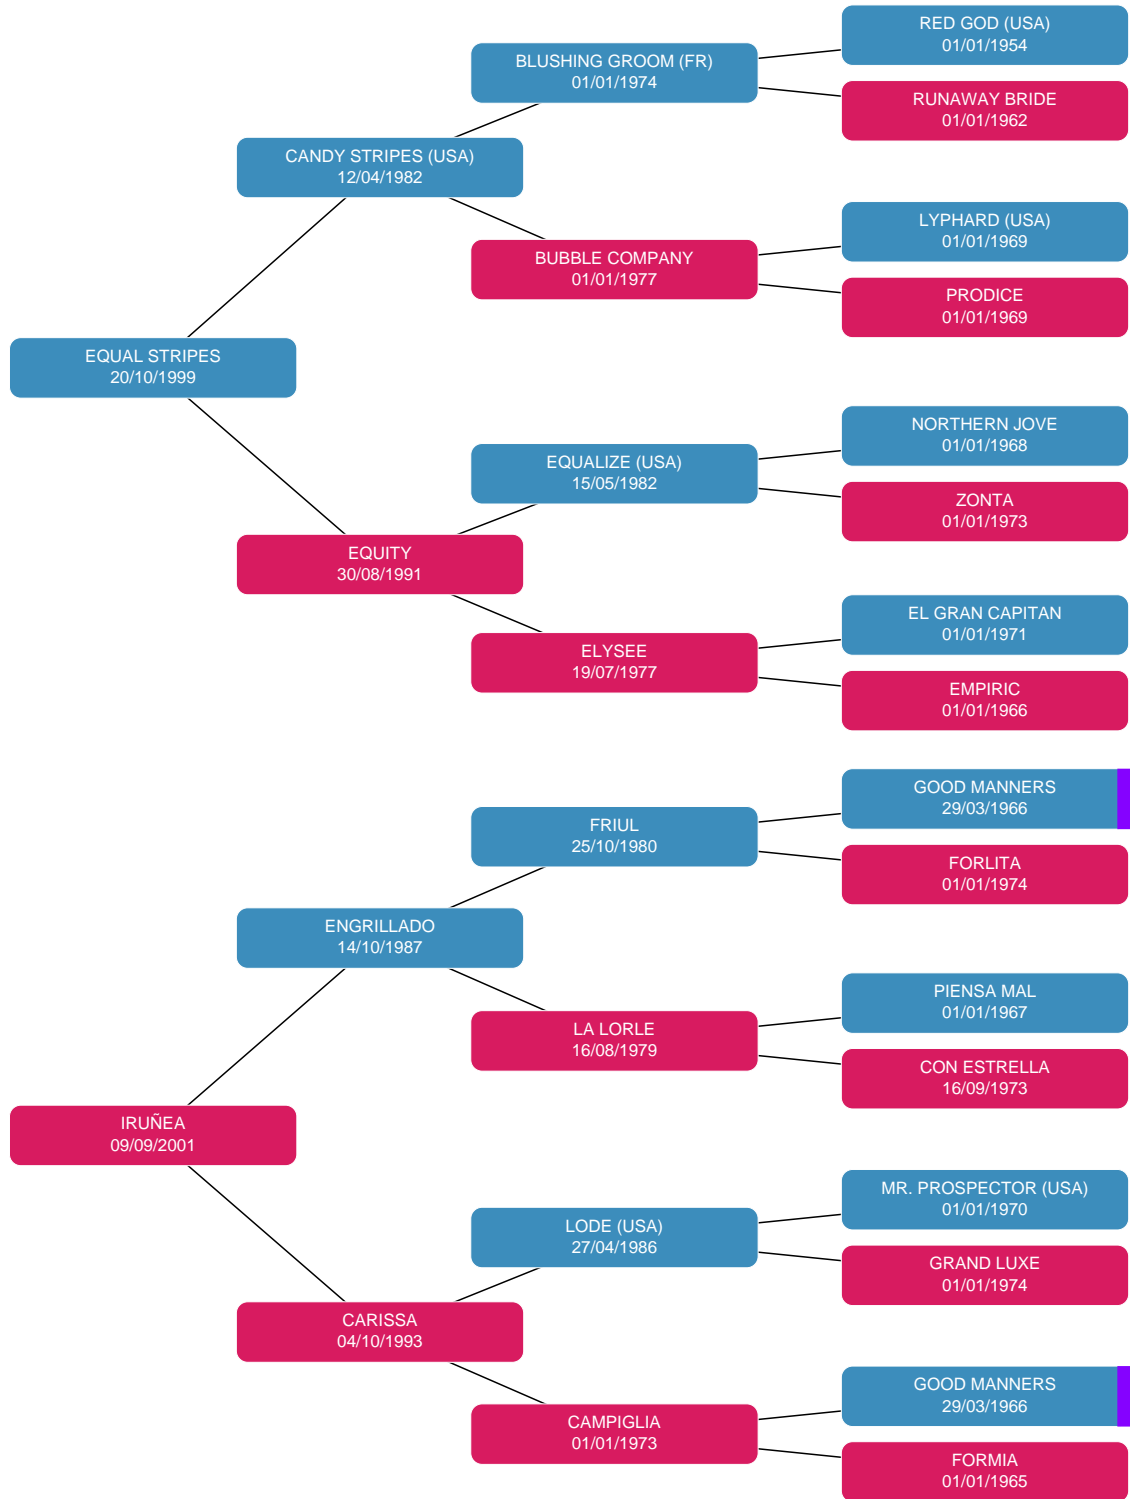 RED GOD (USA)
01/01/1954
BLUSHING GROOM (FR)
01/01/1974
RUNAWAY BRIDE
01/01/1962
CANDY STRIPES (USA)
12/04/1982
LYPHARD (USA)
01/01/1969
BUBBLE COMPANY
01/01/1977
PRODICE
01/01/1969
EQUAL STRIPES
20/10/1999
NORTHERN JOVE
01/01/1968
EQUALIZE (USA)
15/05/1982
ZONTA
01/01/1973
EQUITY
30/08/1991
EL GRAN CAPITAN
01/01/1971
ELYSEE
19/07/1977
EMPIRIC
01/01/1966
GOOD MANNERS
29/03/1966
FRIUL
25/10/1980
FORLITA
01/01/1974
ENGRILLADO
14/10/1987
PIENSA MAL
01/01/1967
LA LORLE
16/08/1979
CON ESTRELLA
16/09/1973
IRUÑEA
09/09/2001
MR. PROSPECTOR (USA)
01/01/1970
LODE (USA)
27/04/1986
GRAND LUXE
01/01/1974
CARISSA
04/10/1993
GOOD MANNERS
29/03/1966
CAMPIGLIA
01/01/1973
FORMIA
01/01/1965